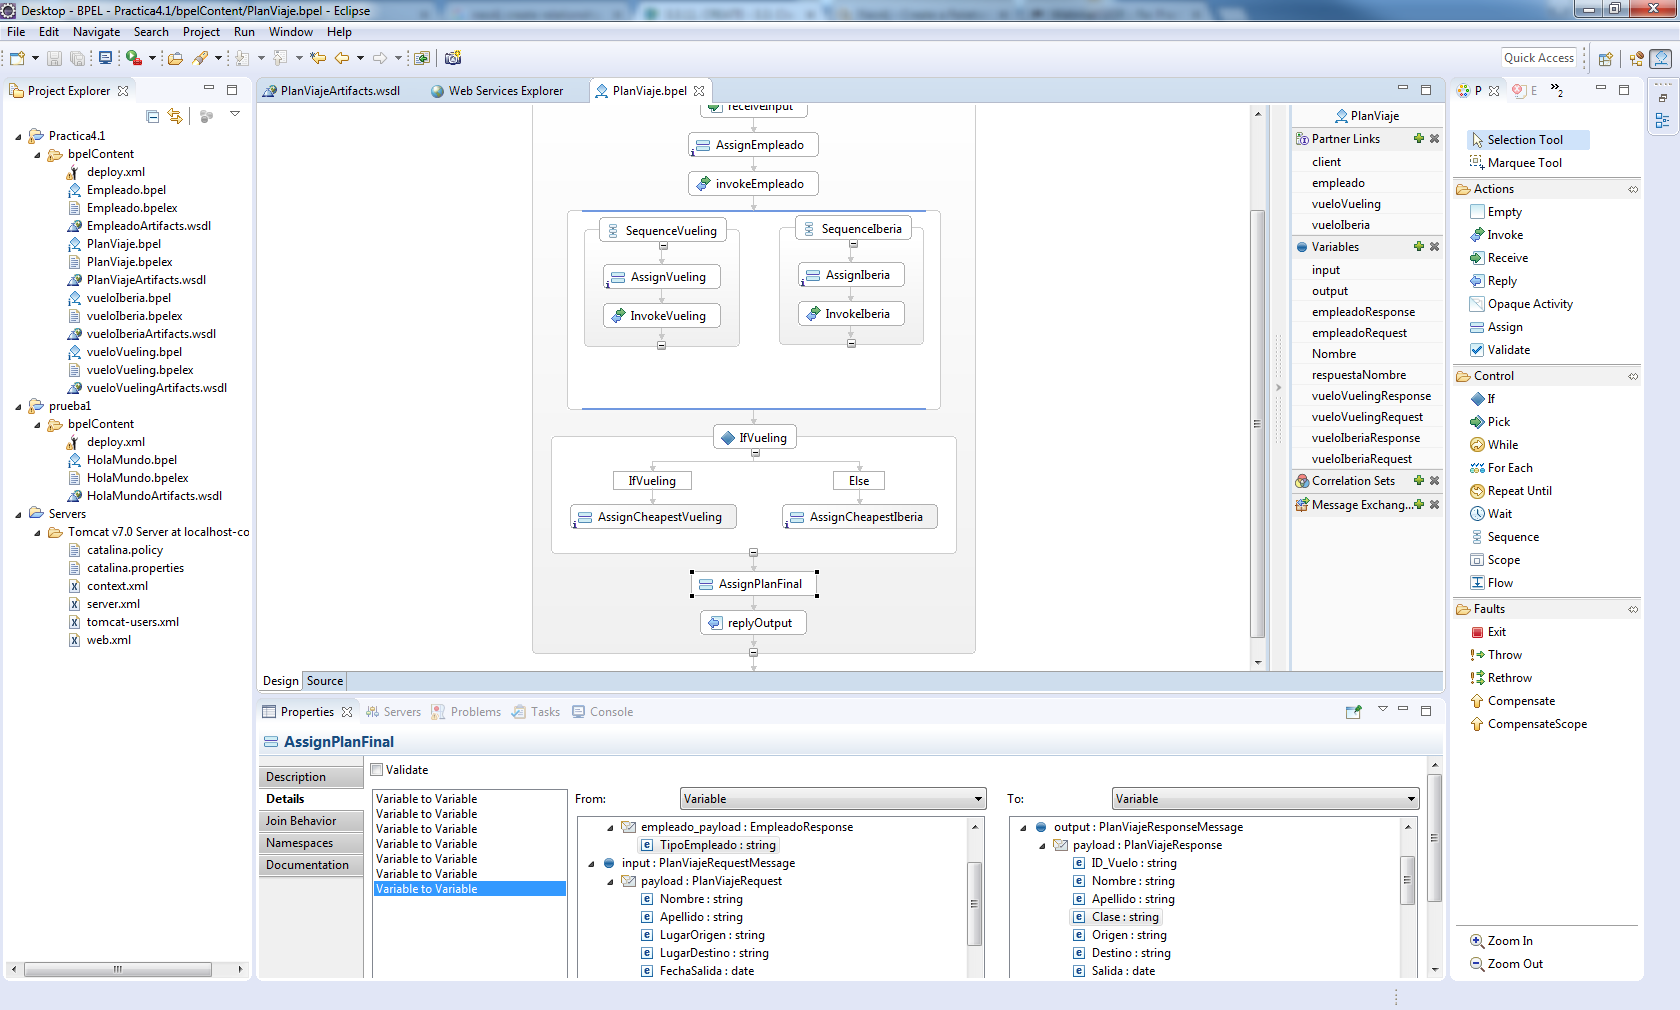 Desktop - BPEL - Practica4.1/bpelContent/PlanViaje.bpel - Eclipse
File Edit Navigate Search Project Run Window Help
Quick Access
Project Explorer
Practica4.1
bpelContent
deploy.xml
Empleado.bpel
Empleado.bpelex
EmpleadoArtifacts.wsdl
PlanViaje.bpel
PlanViaje.bpelex
PlanViajeArtifacts.wsdl
vueloIberia.bpel
vueloIberia.bpelex
vueloIberiaArtifacts.wsdl
vueloVueling.bpel
vueloVueling.bpelex
vueloVuelingArtifacts.wsdl
prueba1
bpelContent
deploy.xml
HolaMundo.bpel
HolaMundo.bpelex
HolaMundoArtifacts.wsdl
Servers
Tomcat v7.0 Server at localhost-co
catalina.policy
catalina.properties
context.xml
server.xml
tomcat-users.xml
web.xml
PlanViajeArtifacts.wsdl Web Services Explorer PlanViaje.bpel
receiveInput
AssignEmpleado
invokeEmpleado
SequenceVueling SequenceIberia
AssignVueling AssignIberia
InvokeVueling InvokeIberia
IfVueling
IfVueling Else
AssignCheapestVueling AssignCheapestIberia
AssignPlanFinal
replyOutput
Design Source
PlanViaje
Partner Links
client
empleado
vueloVueling
vueloIberia
Variables
input
output
empleadoResponse
empleadoRequest
Nombre
respuestaNombre
vueloVuelingResponse
vueloVuelingRequest
vueloIberiaResponse
vueloIberiaRequest
Correlation Sets
Message Exchang...
P E »2
Selection Tool
Marquee Tool
Actions
Empty
Invoke
Receive
Reply
Opaque Activity
Assign
Validate
Control
If
Pick
While
For Each
Repeat Until
Wait
Sequence
Scope
Flow
Faults
Exit
Throw
Rethrow
Compensate
CompensateScope
Zoom In
Zoom Out
Properties Servers Problems Tasks Console
AssignPlanFinal
Description
Details
Join Behavior
Namespaces
Documentation
Validate
Variable to Variable
Variable to Variable
Variable to Variable
Variable to Variable
Variable to Variable
Variable to Variable
Variable to Variable
From: Variable
empleado_payload : EmpleadoResponse
TipoEmpleado : string
input : PlanViajeRequestMessage
payload : PlanViajeRequest
Nombre : string
Apellido : string
LugarOrigen : string
LugarDestino : string
FechaSalida : date
To: Variable
output : PlanViajeResponseMessage
payload : PlanViajeResponse
ID_Vuelo : string
Nombre : string
Apellido : string
Clase : string
Origen : string
Destino : string
Salida : date